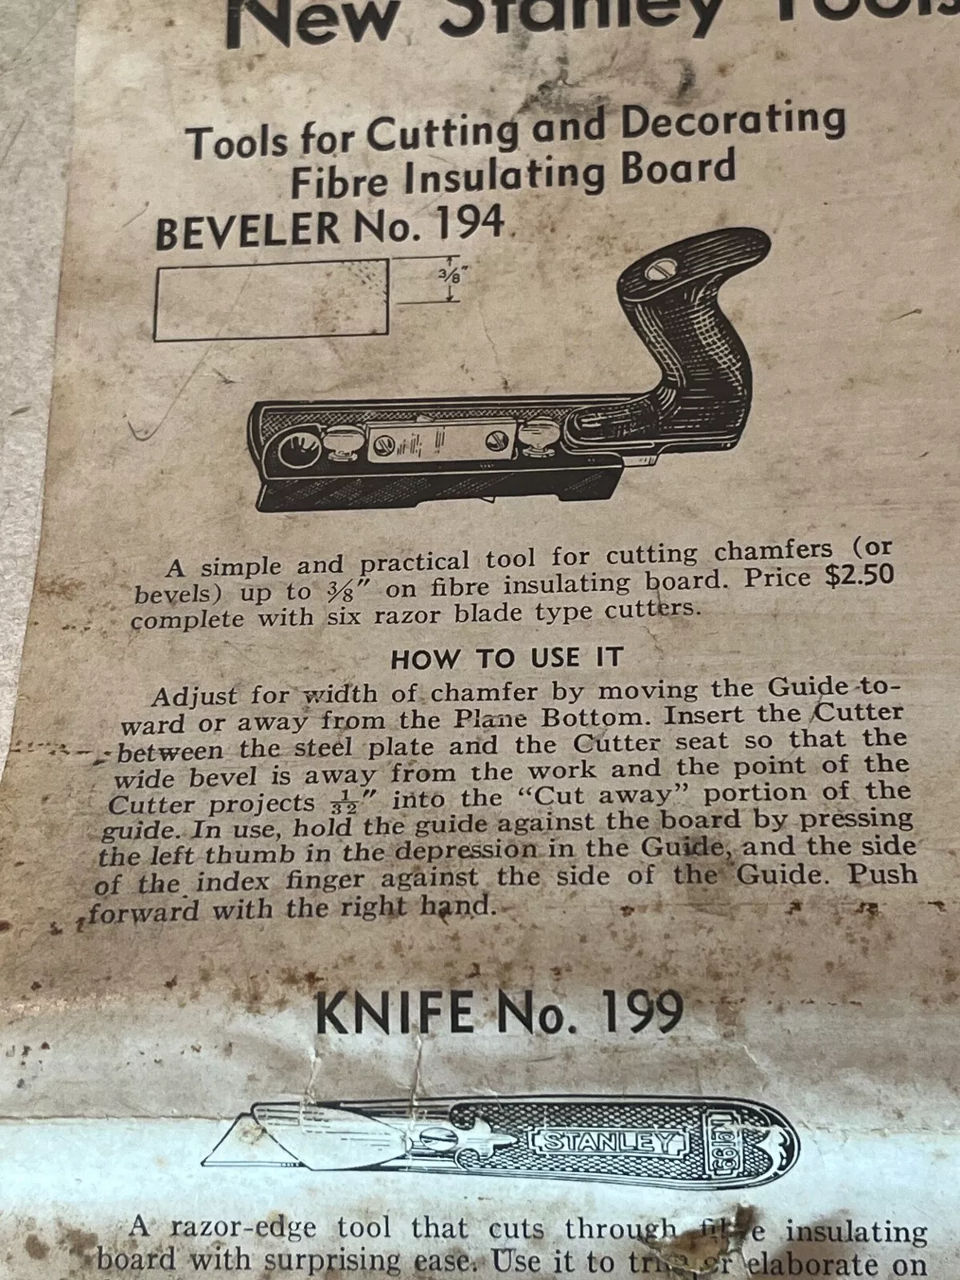 New Stanley Tools
Tools for Cutting and Decorating
Fibre Insulating Board
BEVELER No. 194
3/8"
A simple and practical tool for cutting chamfers (or
bevels) up to 3/8" on fibre insulating board. Price $2.50
complete with six razor blade type cutters.
HOW TO USE IT
Adjust for width of chamfer by moving the Guide to-
ward or away from the Plane Bottom. Insert the Cutter
between the steel plate and the Cutter seat so that the
wide bevel is away from the work and the point of the
Cutter projects 1/32" into the "Cut away" portion of the
guide. In use, hold the guide against the board by pressing
the left thumb in the depression in the Guide, and the side
of the index finger against the side of the Guide. Push
forward with the right hand.
KNIFE No. 199
STANLEY
A razor-edge tool that cuts through fibre insulating
board with surprising ease. Use it to trim or elaborate on